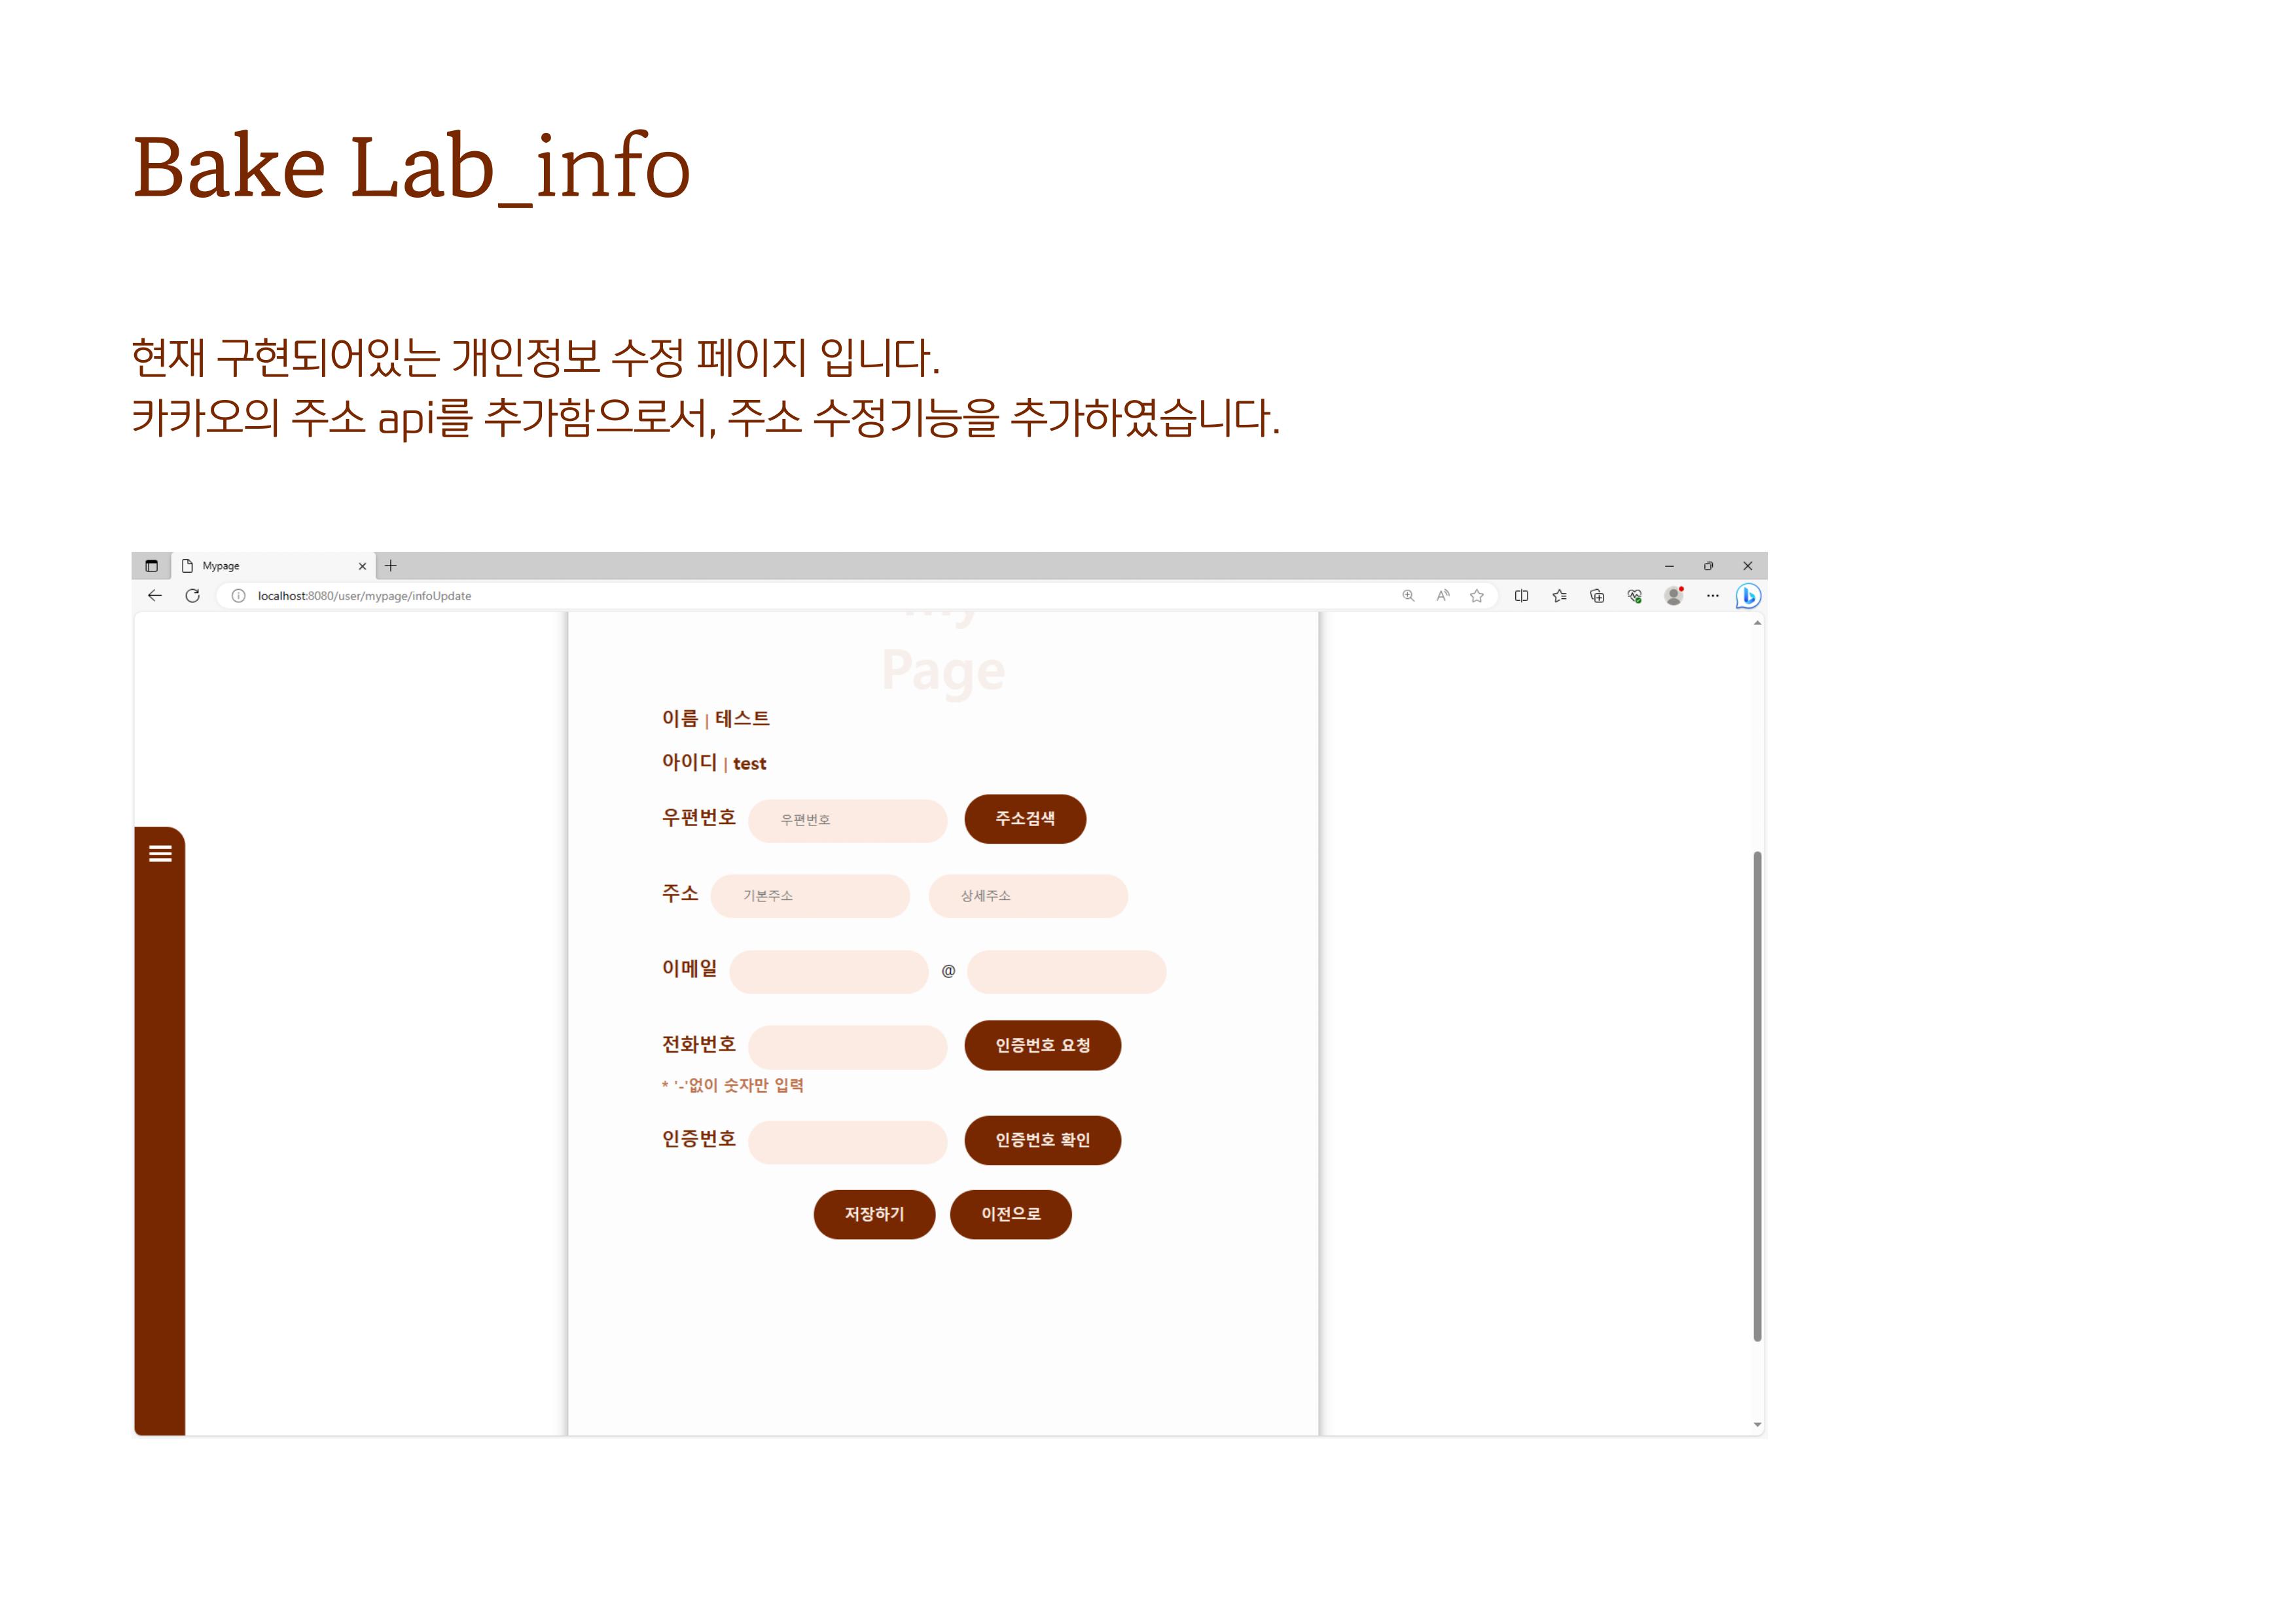 Bake Lab_info
현재 구현되어있는 개인정보 수정 페이지 입니다.
카카오의 주소 api를 추가함으로서, 주소 수정기능을 추가하였습니다.
Mypage
localhost:8080/user/mypage/infoUpdate
My
Page
이름 | 테스트
아이디 | test
우편번호 우편번호 주소검색
주소 기본주소 상세주소
이메일 @
전화번호 인증번호 요청
* '-'없이 숫자만 입력
인증번호 인증번호 확인
저장하기 이전으로